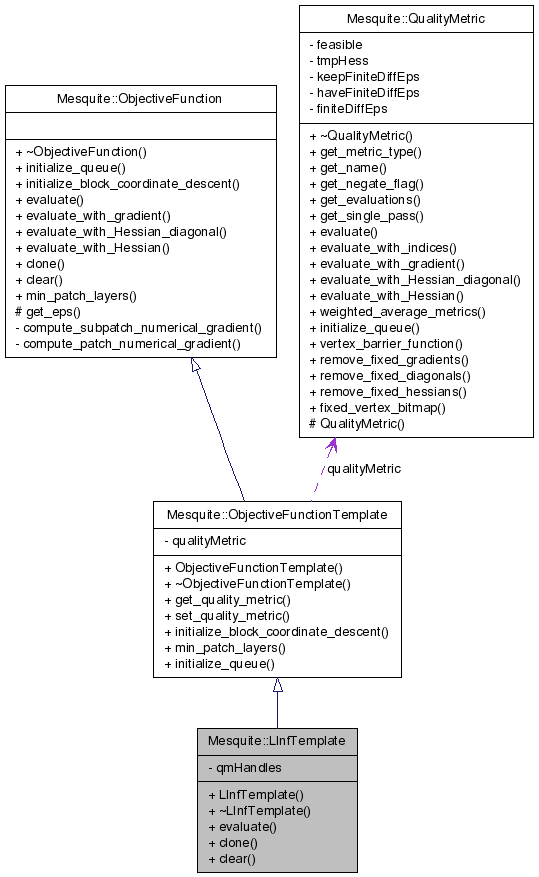 Mesquite::QualityMetric
- feasible
- tmpHess
- keepFiniteDiffEps
- haveFiniteDiffEps
- finiteDiffEps
+ ~QualityMetric()
+ get_metric_type()
+ get_name()
+ get_negate_flag()
+ get_evaluations()
+ get_single_pass()
+ evaluate()
+ evaluate_with_indices()
+ evaluate_with_gradient()
+ evaluate_with_Hessian_diagonal()
+ evaluate_with_Hessian()
+ weighted_average_metrics()
+ initialize_queue()
+ vertex_barrier_function()
+ remove_fixed_gradients()
+ remove_fixed_diagonals()
+ remove_fixed_hessians()
+ fixed_vertex_bitmap()
# QualityMetric()
Mesquite::ObjectiveFunction
+ ~ObjectiveFunction()
+ initialize_queue()
+ initialize_block_coordinate_descent()
+ evaluate()
+ evaluate_with_gradient()
+ evaluate_with_Hessian_diagonal()
+ evaluate_with_Hessian()
+ clone()
+ clear()
+ min_patch_layers()
# get_eps()
- compute_subpatch_numerical_gradient()
- compute_patch_numerical_gradient()
qualityMetric
Mesquite::ObjectiveFunctionTemplate
- qualityMetric
+ ObjectiveFunctionTemplate()
+ ~ObjectiveFunctionTemplate()
+ get_quality_metric()
+ set_quality_metric()
+ initialize_block_coordinate_descent()
+ min_patch_layers()
+ initialize_queue()
Mesquite::LInfTemplate
- qmHandles
+ LInfTemplate()
+ ~LInfTemplate()
+ evaluate()
+ clone()
+ clear()